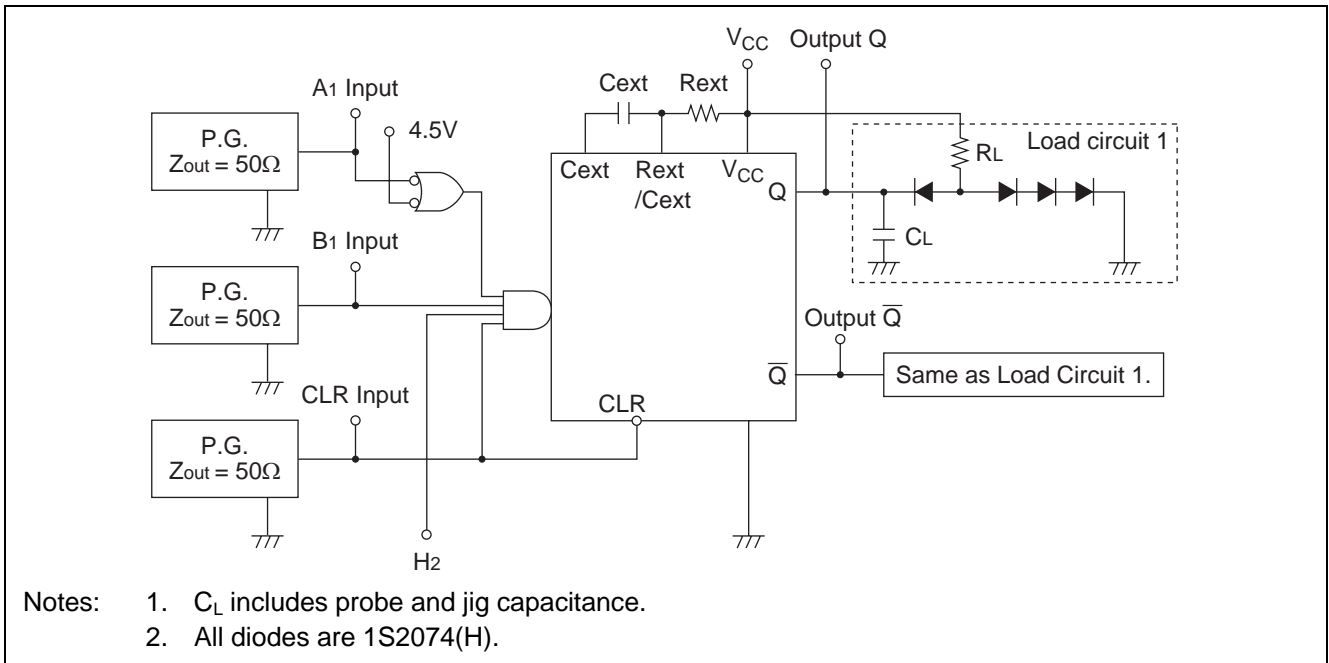 VCC Output Q
Cext Rext
A1 Input
P.G.
Zout = 50Ω
4.5V
Load circuit 1
RL
Cext Rext
/Cext
VCC
Q
CL
B1 Input
P.G.
Zout = 50Ω
Output Q̅
Q̅
Same as Load Circuit 1.
CLR Input
CLR
P.G.
Zout = 50Ω
H2
Notes: 1. CL includes probe and jig capacitance.
2. All diodes are 1S2074(H).